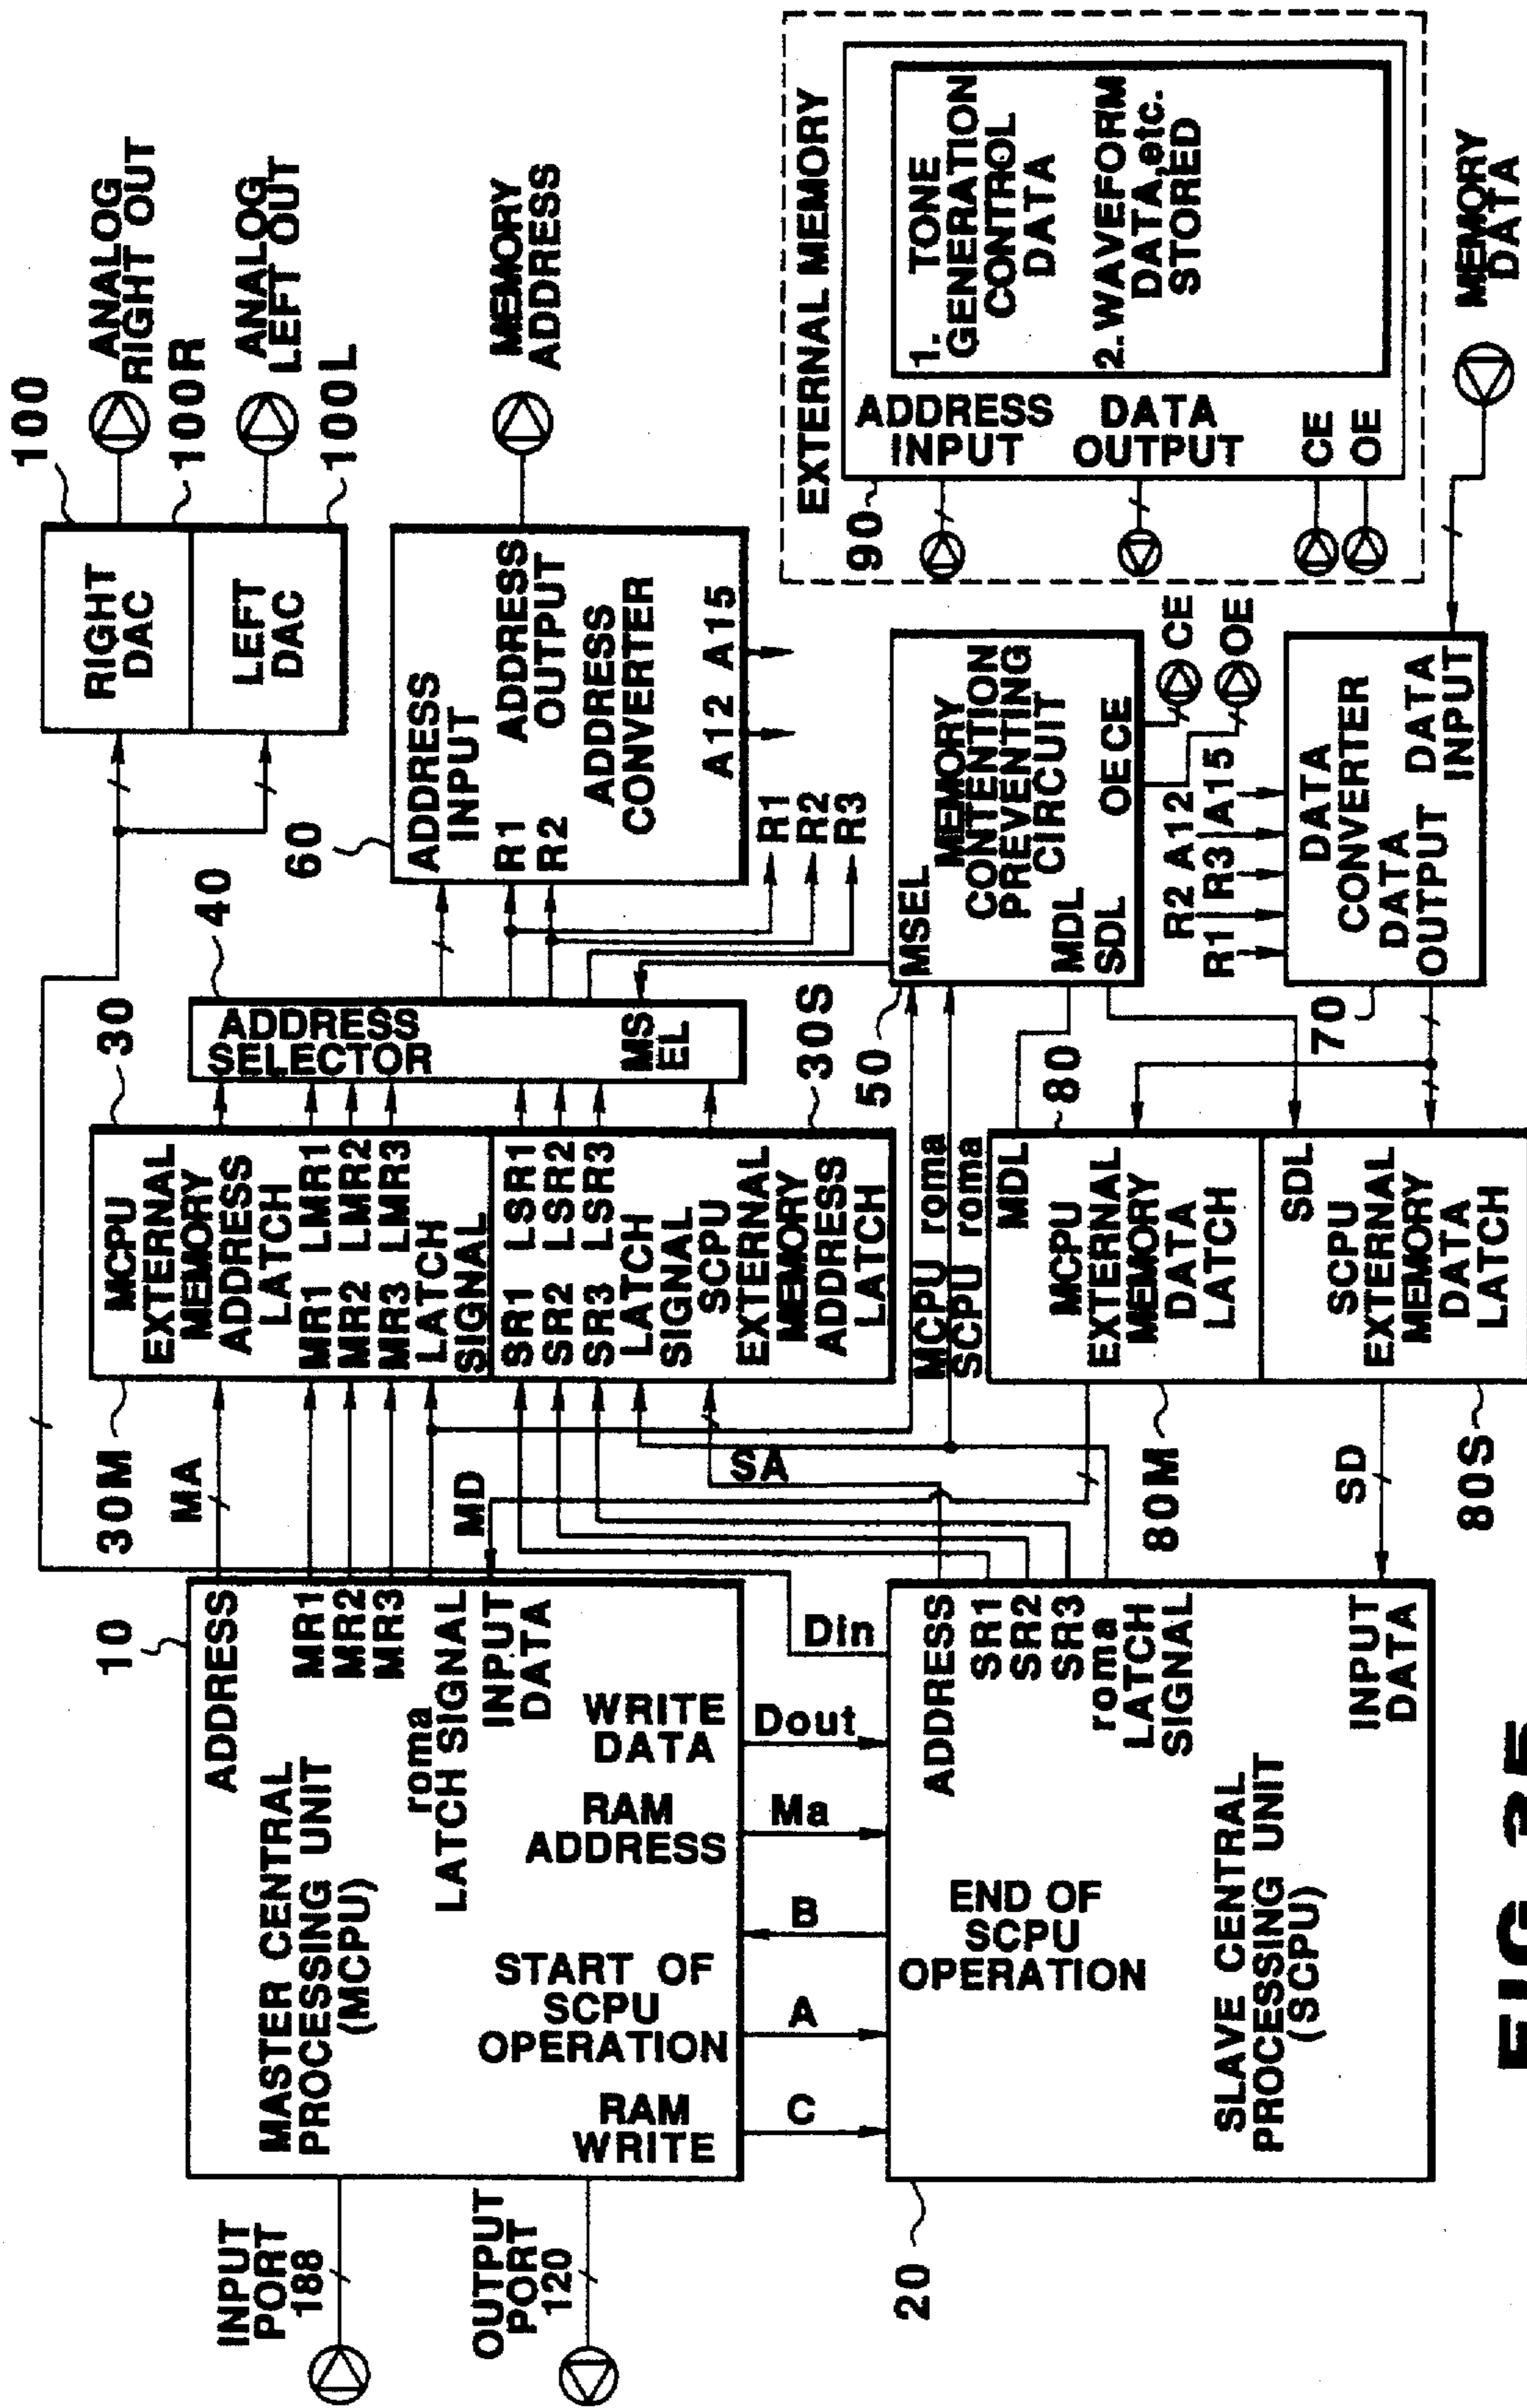 INPUT
PORT
188
OUTPUT
PORT
120
10
MASTER CENTRAL
PROCESSING UNIT
(MCPU)
ADDRESS
MR1
MR2
MR3
roma
LATCH SIGNAL
INPUT
DATA
WRITE
DATA
RAM
ADDRESS
START OF
SCPU
OPERATION
RAM
WRITE
C
A
B
Ma
Dout
Din
20
SLAVE CENTRAL
PROCESSING UNIT
(SCPU)
END OF
SCPU
OPERATION
ADDRESS
SR1
SR2
SR3
roma
LATCH
SIGNAL
INPUT
DATA
30M
MA
MD
SA
80M
SD
80S
30
MCPU
EXTERNAL
MEMORY
ADDRESS
LATCH
MR1 LMR1
MR2 LMR2
MR3 LMR3
LATCH
SIGNAL
SR1 LSR1
SR2 LSR2
SR3 LSR3
LATCH
SIGNAL
SCPU
EXTERNAL
MEMORY
ADDRESS
LATCH
30S
MCPU roma
SCPU roma
80
MDL
MCPU
EXTERNAL
MEMORY
DATA
LATCH
SDL
SCPU
EXTERNAL
MEMORY
DATA
LATCH
40
ADDRESS
SELECTOR
MS
EL
50
MSEL
MEMORY
CONTENTION
PREVENTING
CIRCUIT
MDL
SDL
OECE
CE
OE
60
ADDRESS
INPUT
R1
R2
ADDRESS
OUTPUT
ADDRESS
CONVERTER
A12 A15
R1
R2
R3
70
R2 A12
R1 R3 A15
DATA
CONVERTER
DATA
OUTPUT
DATA
INPUT
100
RIGHT
DAC
LEFT
DAC
100R
100L
ANALOG
RIGHT OUT
ANALOG
LEFT OUT
MEMORY
ADDRESS
EXTERNAL MEMORY
90
ADDRESS
INPUT
DATA
OUTPUT
CE
OE
1. TONE
GENERATION
CONTROL
DATA
2. WAVEFORM
DATA,etc.
STORED
MEMORY
DATA